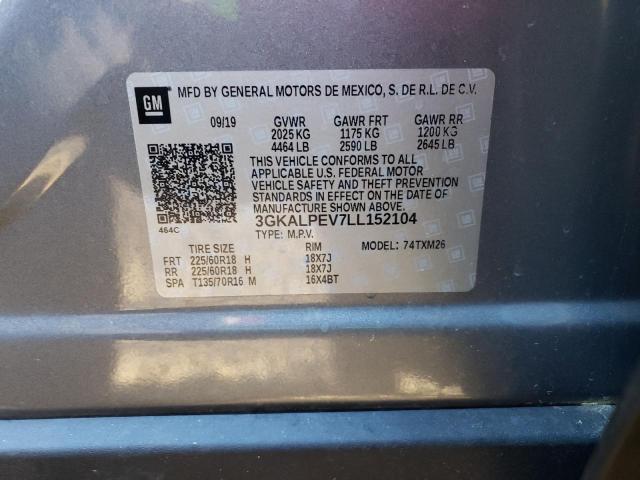 GM
MFD BY GENERAL MOTORS DE MEXICO, S. DE R.L. DE C.V.
09/19 GVWR GAWR FRT GAWR RR
2025 KG 1175 KG 1200 KG
4464 LB 2590 LB 2645 LB
THIS VEHICLE CONFORMS TO ALL
APPLICABLE U.S. FEDERAL MOTOR
VEHICLE SAFETY AND THEFT PREVENTION
STANDARDS IN EFFECT ON THE DATE OF
MANUFACTURE SHOWN ABOVE.
464C
3GKALPEV7LL152104
TYPE: M.P.V. MODEL: 74TXM26
TIRE SIZE RIM
FRT 225/60R18 H 18X7J
RR 225/60R18 H 18X7J
SPA T135/70R16 M 16X4BT